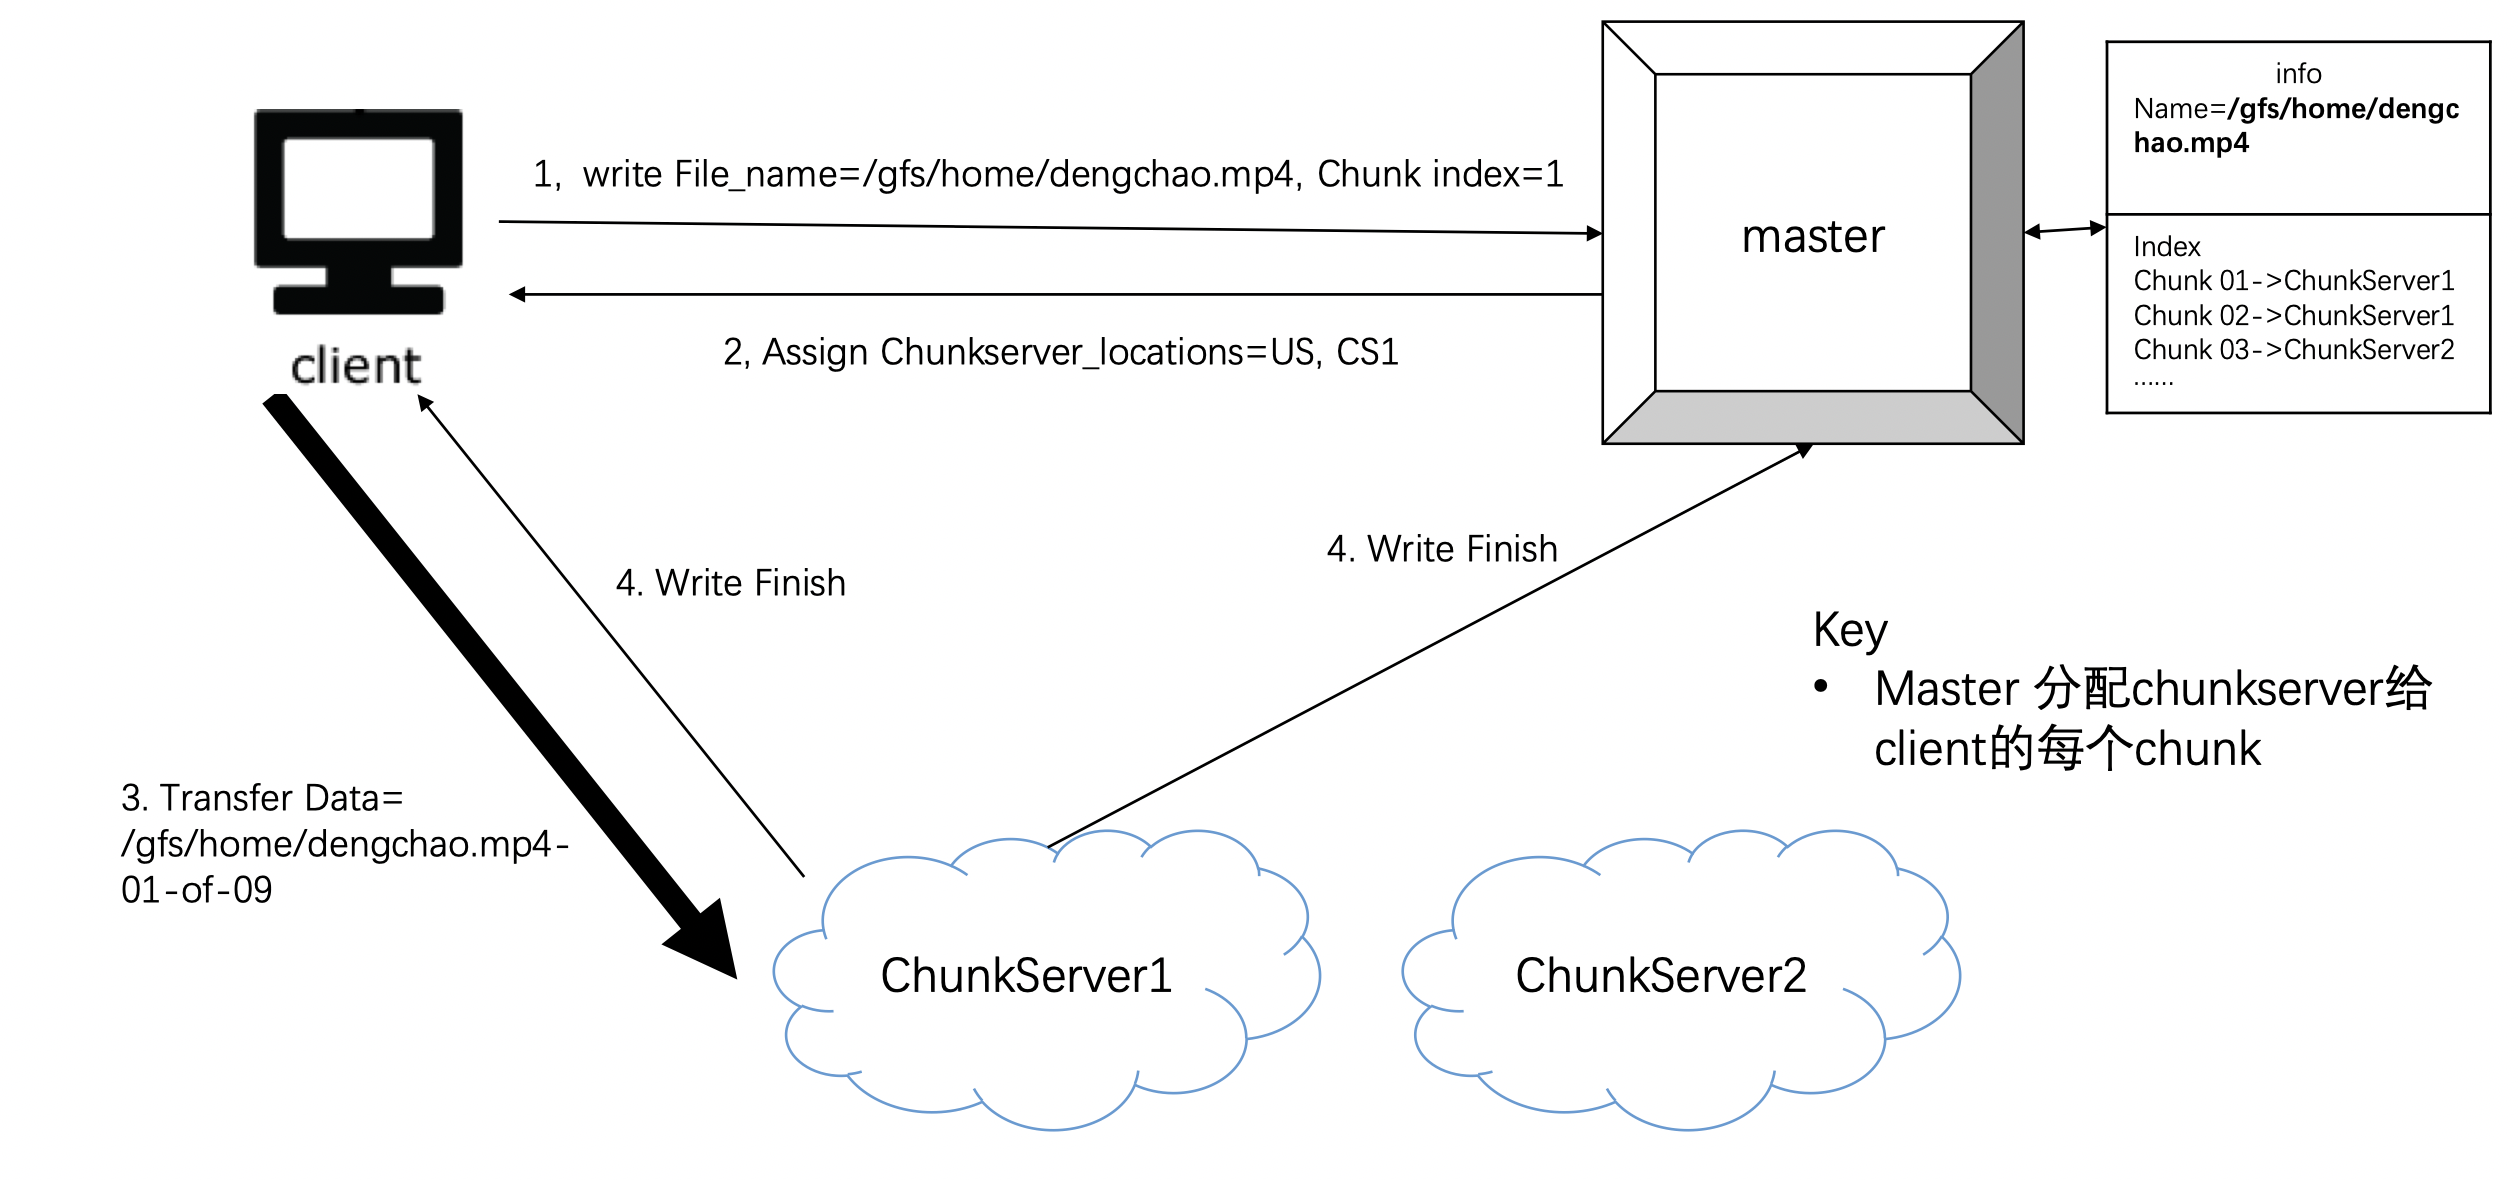 info
Name=/gfs/home/dengc
hao.mp4
1, write File_name=/gfs/home/dengchao.mp4, Chunk index=1
master
Index
Chunk 01->ChunkServer1
Chunk 02->ChunkServer1
Chunk 03->ChunkServer2
......
2, Assign Chunkserver_locations=US, CS1
client
4. Write Finish
4. Write Finish
Key
• Master 分配chunkserver给
client的每个chunk
3. Transfer Data=
/gfs/home/dengchao.mp4-
01-of-09
ChunkServer1
ChunkServer2